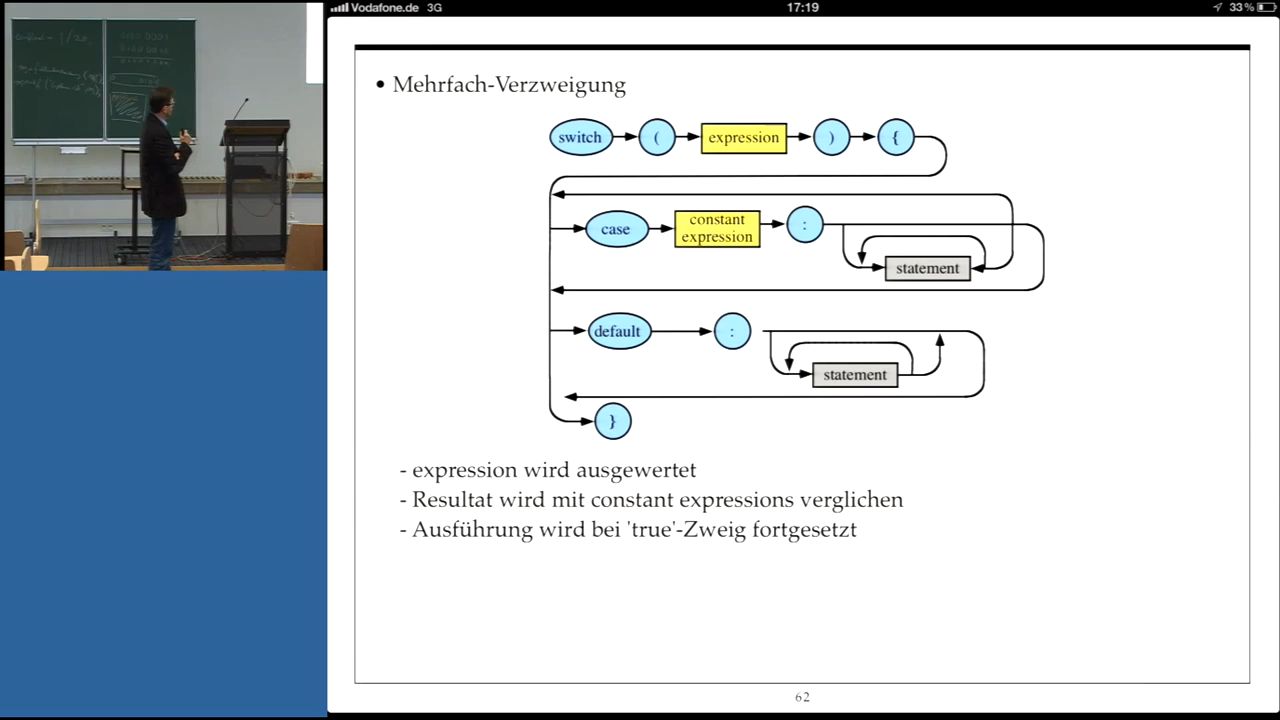 Vodafone.de 3G 17:19 33%
• Mehrfach-Verzweigung
switch ( expression ) {
case constant expression :
statement
default :
statement
}
- expression wird ausgewertet
- Resultat wird mit constant expressions verglichen
- Ausführung wird bei 'true'-Zweig fortgesetzt
62